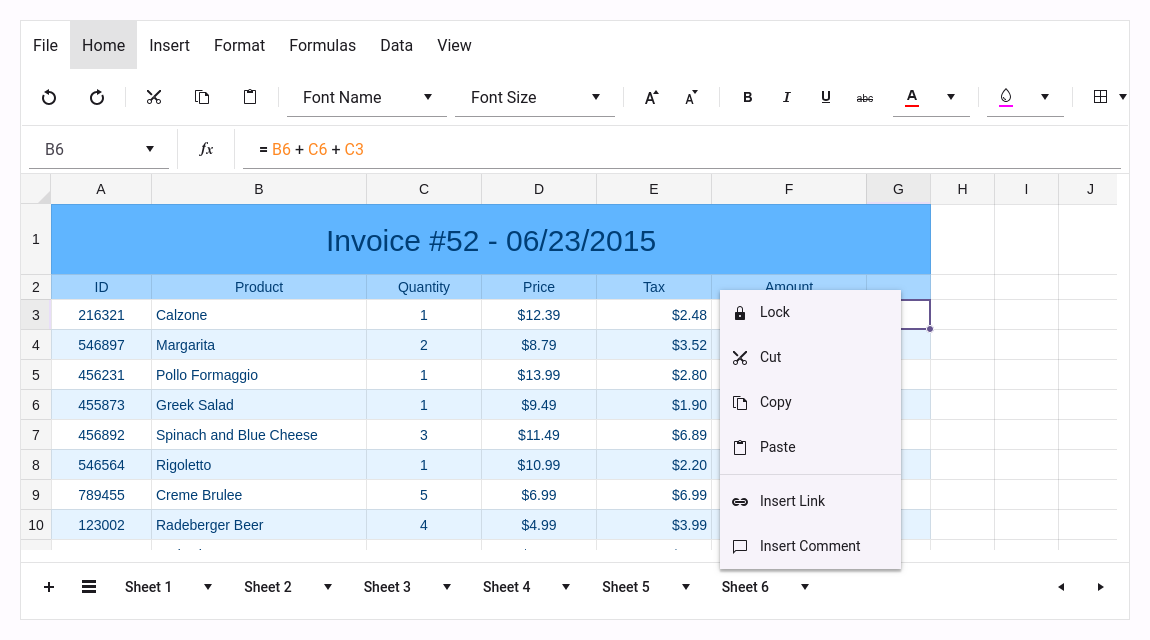 File Home Insert Format Formulas Data View
Font Name Font Size A A B I U abc A
B6 fx = B6 + C6 + C3
A B C D E F G H I J
1 Invoice #52 - 06/23/2015
2 ID Product Quantity Price Tax Amount
3 216321 Calzone 1 $12.39 $2.48
4 546897 Margarita 2 $8.79 $3.52
5 456231 Pollo Formaggio 1 $13.99 $2.80
6 455873 Greek Salad 1 $9.49 $1.90
7 456892 Spinach and Blue Cheese 3 $11.49 $6.89
8 546564 Rigoletto 1 $10.99 $2.20
9 789455 Creme Brulee 5 $6.99 $6.99
10 123002 Radeberger Beer 4 $4.99 $3.99
Lock
Cut
Copy
Paste
Insert Link
Insert Comment
+ Sheet 1 Sheet 2 Sheet 3 Sheet 4 Sheet 5 Sheet 6